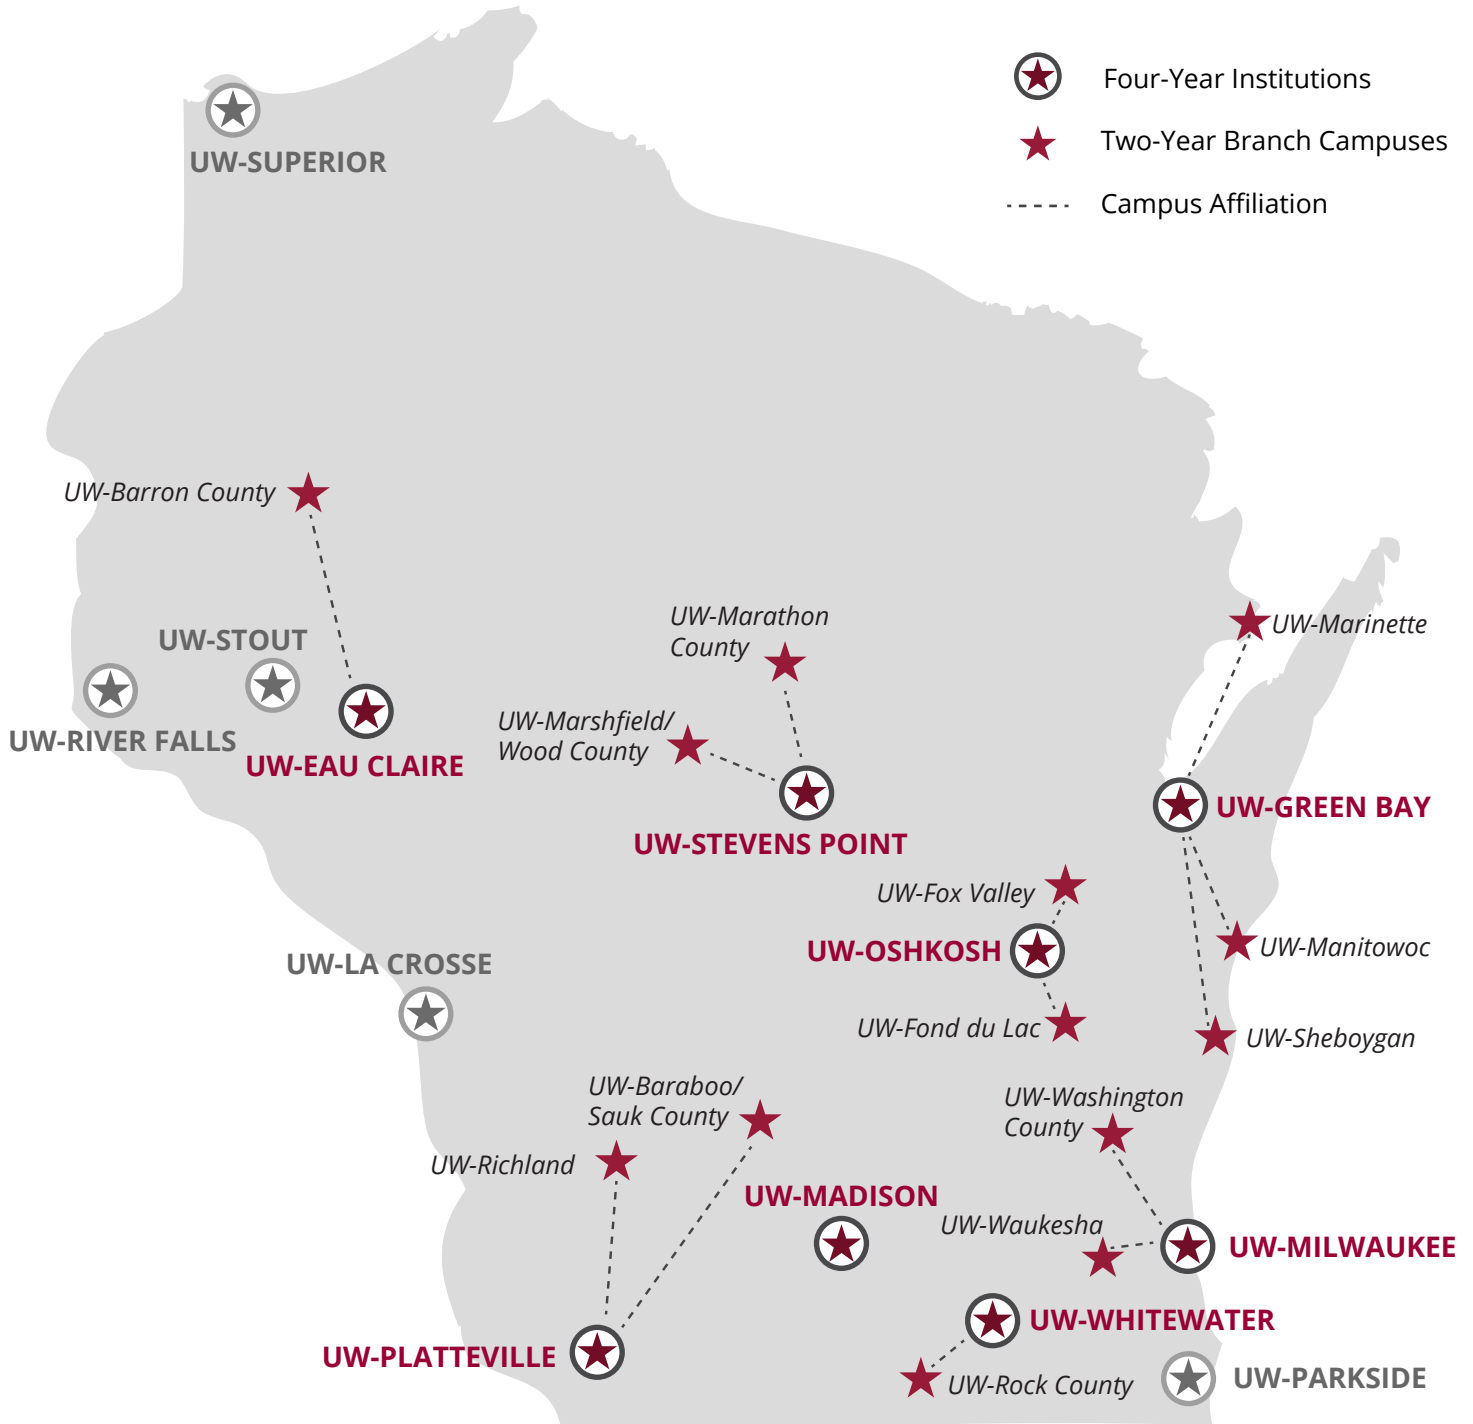 Four-Year Institutions
Two-Year Branch Campuses
Campus Affiliation
UW-SUPERIOR
UW-Barron County
UW-STOUT
UW-RIVER FALLS
UW-EAU CLAIRE
UW-Marathon
County
UW-Marshfield/
Wood County
UW-STEVENS POINT
UW-Marinette
UW-GREEN BAY
UW-Fox Valley
UW-OSHKOSH
UW-Manitowoc
UW-Fond du Lac
UW-Sheboygan
UW-LA CROSSE
UW-Baraboo/
Sauk County
UW-Richland
UW-Washington
County
UW-MADISON
UW-Waukesha
UW-MILWAUKEE
UW-WHITEWATER
UW-PLATTEVILLE
UW-Rock County
UW-PARKSIDE